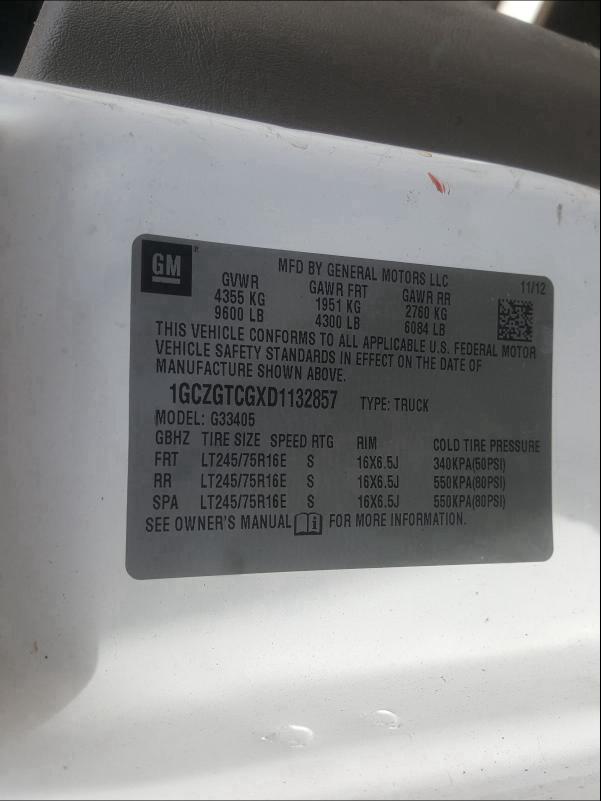 GM ® MFD BY GENERAL MOTORS LLC 11/12
GVWR GAWR FRT GAWR RR
4355 KG 1951 KG 2760 KG
9600 LB 4300 LB 6084 LB
THIS VEHICLE CONFORMS TO ALL APPLICABLE U.S. FEDERAL MOTOR
VEHICLE SAFETY STANDARDS IN EFFECT ON THE DATE OF
MANUFACTURE SHOWN ABOVE.
1GCZGTCGXD1132857 TYPE: TRUCK
MODEL: G33405
GBHZ TIRE SIZE SPEED RTG RIM COLD TIRE PRESSURE
FRT LT245/75R16E S 16X6.5J 340KPA(50PSI)
RR LT245/75R16E S 16X6.5J 550KPA(80PSI)
SPA LT245/75R16E S 16X6.5J 550KPA(80PSI)
SEE OWNER'S MANUAL i FOR MORE INFORMATION.